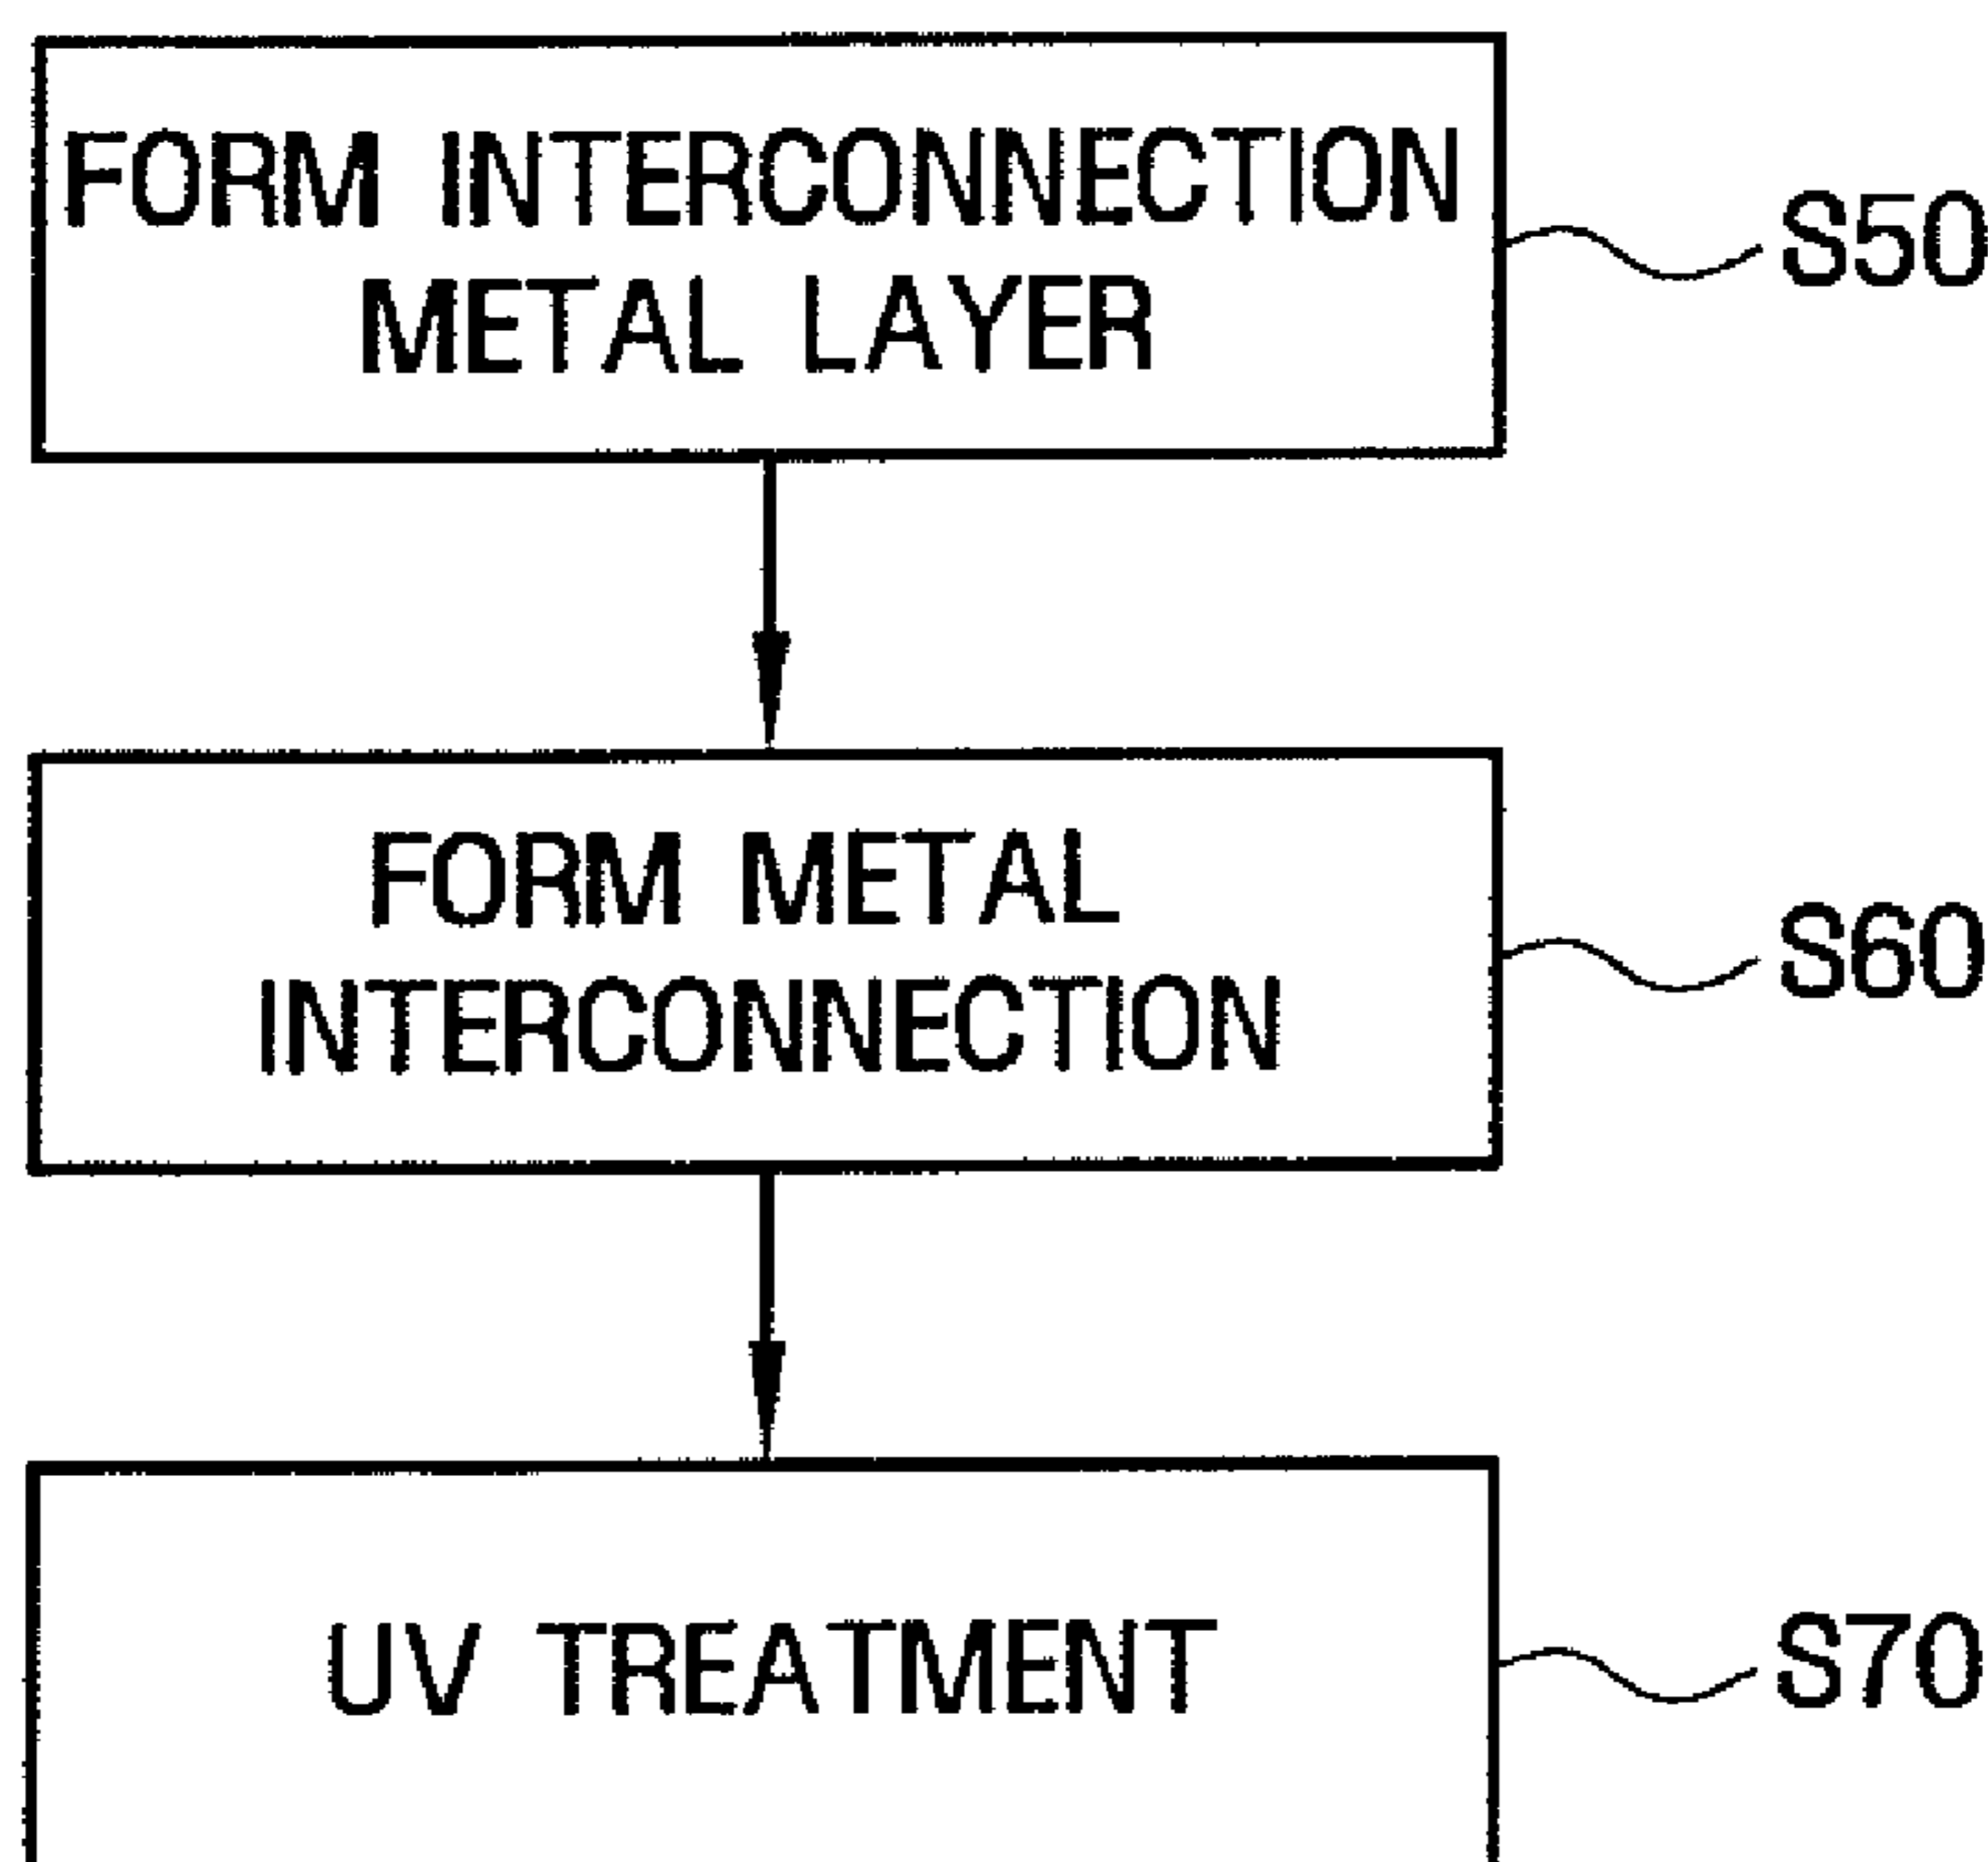 FORM INTERCONNECTION
METAL LAYER
S50
FORM METAL
INTERCONNECTION
S60
UV TREATMENT
S70